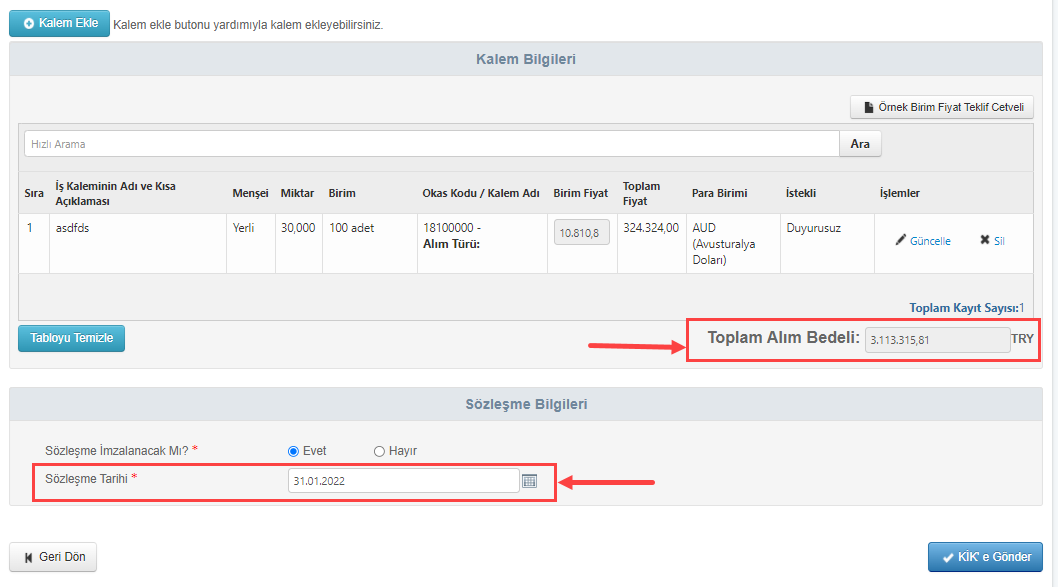 Kalem Ekle Kalem ekle butonu yardımıyla kalem ekleyebilirsiniz.
Kalem Bilgileri
Örnek Birim Fiyat Teklif Cetveli
Hızlı Arama Ara
Sıra İş Kaleminin Adı ve Kısa Açıklaması Menşei Miktar Birim Okas Kodu / Kalem Adı Birim Fiyat Toplam Fiyat Para Birimi İstekli İşlemler
1 asdfds Yerli 30,000 100 adet 18100000 - 10.810,8 324.324,00 AUD Duyurusuz
Alım Türü: (Avusturalya Güncelle Sil
Doları)
Toplam Kayıt Sayısı:1
Tabloyu Temizle Toplam Alım Bedeli: 3.113.315,81 TRY
Sözleşme Bilgileri
Sözleşme İmzalanacak Mı? * Evet Hayır
Sözleşme Tarihi * 31.01.2022
Geri Dön KİK' e Gönder